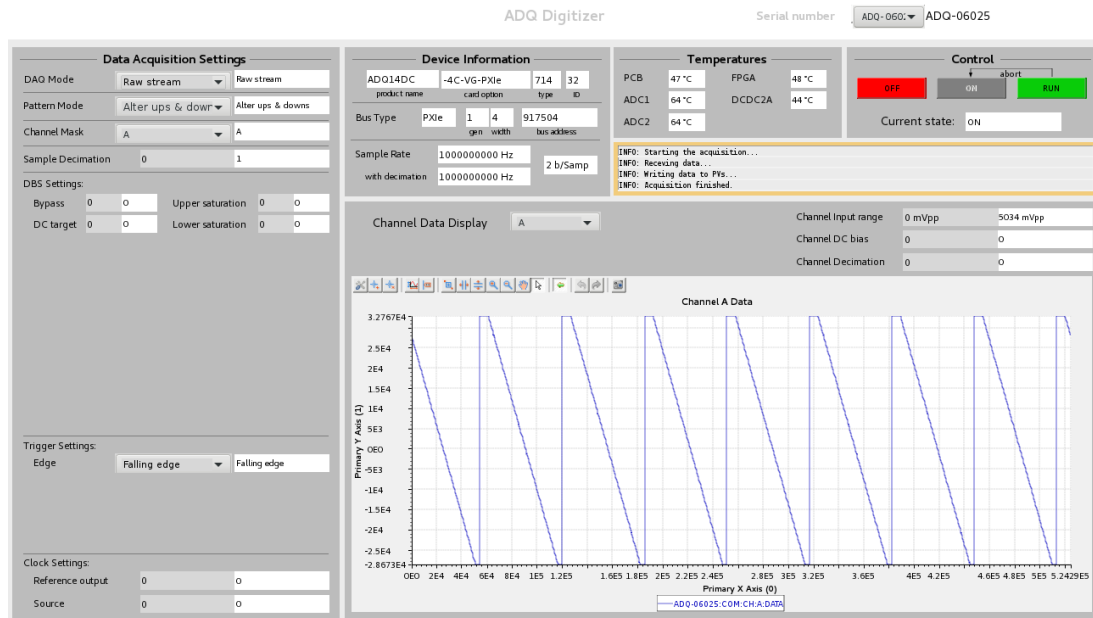 ADQ Digitizer
Serial number
ADQ-060: ADQ-06025
Data Acquisition Settings
DAQ Mode Raw stream Raw stream
Pattern Mode Alter ups & dowr Alter ups & downs
Channel Mask A A
Sample Decimation 0 1
DBS Settings:
Bypass 0 0 Upper saturation 0 0
DC target 0 0 Lower saturation 0 0
Trigger Settings:
Edge Falling edge Falling edge
Clock Settings:
Reference output 0 0
Source 0 0
Device Information
ADQ14DC -4C-VG-PXIe 714 32
product name card option type ID
Bus Type PXIe 1 4 917504
gen width bus address
Sample Rate 1000000000 Hz
2 b/Samp
with decimation 1000000000 Hz
Temperatures
PCB 47 °C FPGA 48 °C
ADC1 64 °C DCDC2A 44 °C
ADC2 64 °C
Control
abort
OFF ON RUN
Current state: ON
INFO: Starting the acquisition...
INFO: Receving data...
INFO: Writing data to PVs...
INFO: Acquisition finished.
Channel Data Display A
Channel Input range 0 mVpp 5034 mVpp
Channel DC bias 0 0
Channel Decimation 0 0
Channel A Data
Primary Y Axis (1)
3.2767E4
2.5E4
2E4
1.5E4
1E4
5E3
0E0
-5E3
-1E4
-1.5E4
-2E4
-2.5E4
-2.8673E4
0E0 2E4 4E4 6E4 8E4 1E5 1.2E5 1.6E5 1.8E5 2E5 2.2E5 2.4E5 2.8E5 3E5 3.2E5 3.6E5 4E5 4.2E5 4.6E5 4.8E5 5E5 5.2429E5
Primary X Axis (0)
ADQ-06025:COM:CH:A:DATA